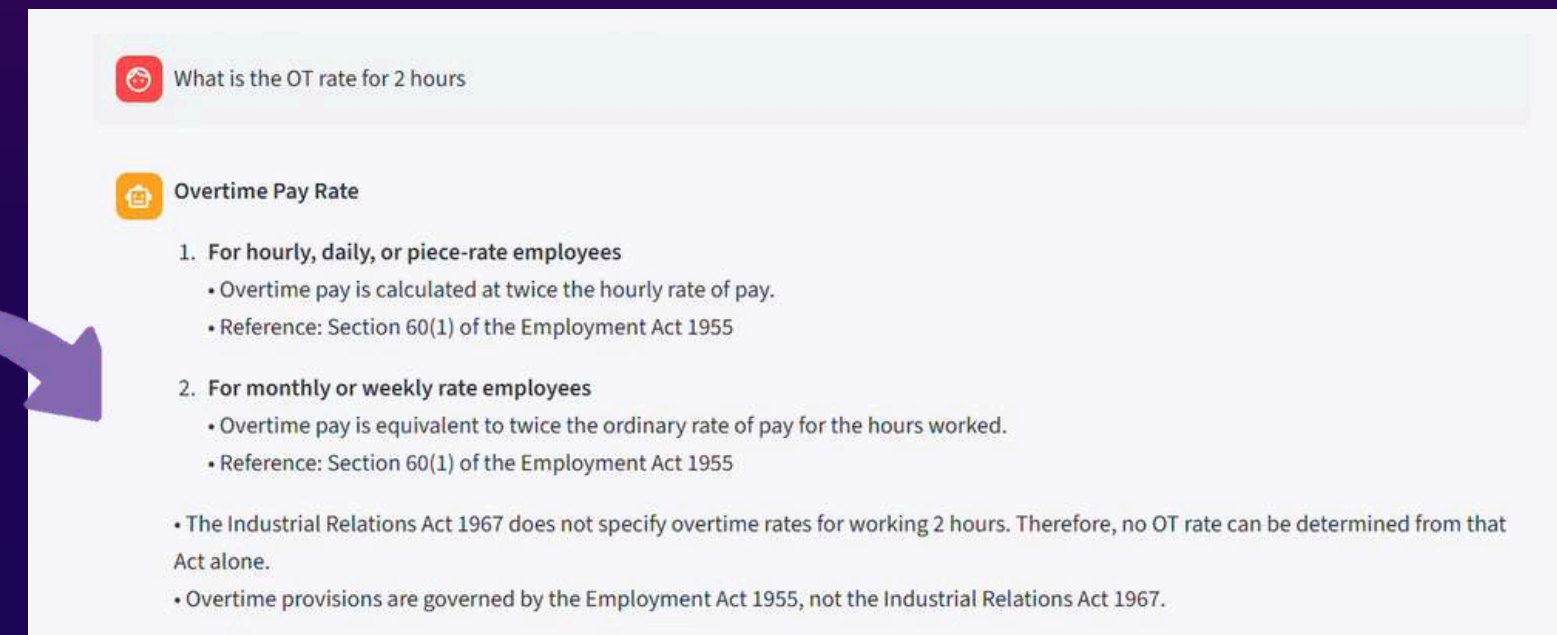 What is the OT rate for 2 hours
Overtime Pay Rate
1. For hourly, daily, or piece-rate employees
• Overtime pay is calculated at twice the hourly rate of pay.
• Reference: Section 60(1) of the Employment Act 1955
2. For monthly or weekly rate employees
• Overtime pay is equivalent to twice the ordinary rate of pay for the hours worked.
• Reference: Section 60(1) of the Employment Act 1955
• The Industrial Relations Act 1967 does not specify overtime rates for working 2 hours. Therefore, no OT rate can be determined from that
Act alone.
• Overtime provisions are governed by the Employment Act 1955, not the Industrial Relations Act 1967.